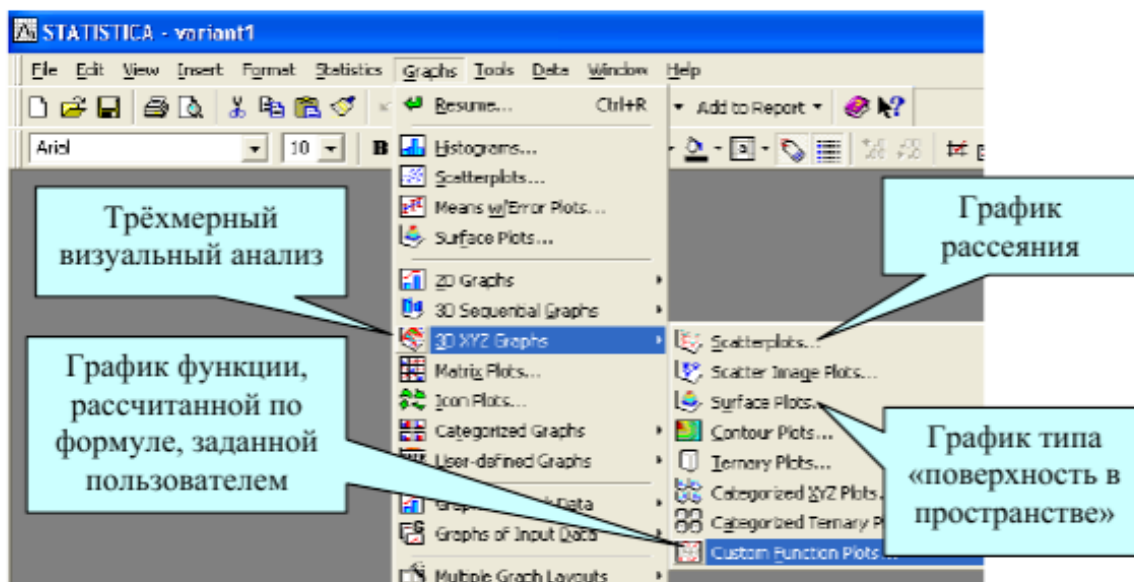 STATISTICA - variant1
File Edit View Insert Format Statistics Graphs Tools Data Window Help
Resume... Ctrl+R
Add to Report
Arial 10 B
Histograms...
Scatterplots...
Means w/Error Plots...
Surface Plots...
2D Graphs
3D Sequential Graphs
3D XYZ Graphs
Matrix Plots...
Icon Plots...
Categorized Graphs
User-defined Graphs
Graphs of Input Data
Multiple Graph Layouts
Scatterplots...
Scatter Image Plots...
Surface Plots...
Contour Plots...
Ternary Plots...
Categorized XYZ Plots.
Categorized Ternary P
Custom Function Plots...
Трёхмерный
визуальный анализ
График функции,
рассчитанной по
формуле, заданной
пользователем
График
рассеяния
График типа
«поверхность в
пространстве»